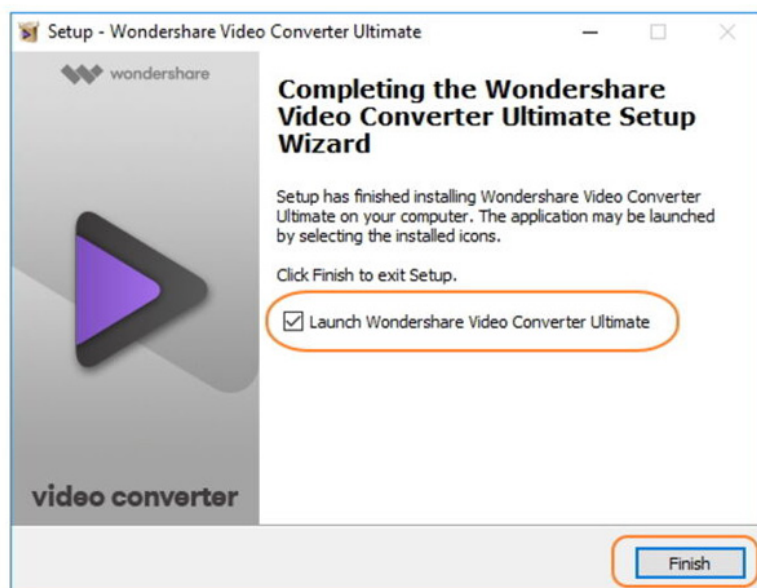 Setup - Wondershare Video Converter Ultimate
wondershare
Completing the Wondershare
Video Converter Ultimate Setup
Wizard
Setup has finished installing Wondershare Video Converter
Ultimate on your computer. The application may be launched
by selecting the installed icons.
Click Finish to exit Setup.
Launch Wondershare Video Converter Ultimate
video converter
Finish